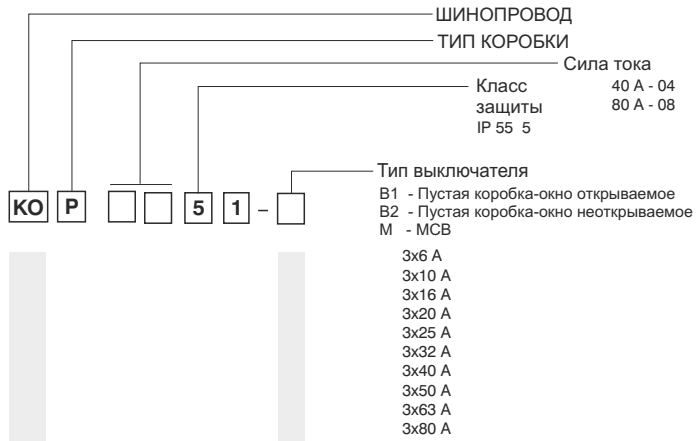 ШИНОПРОВОД
ТИП КОРОБКИ
Сила тока
40 А - 04
80 А - 08
Класс
защиты
IP 55 5
Тип выключателя
B1 - Пустая коробка-окно открываемое
B2 - Пустая коробка-окно неоткрываемое
M - MCB
KO P 5 1 -
3x6 A
3x10 A
3x16 A
3x20 A
3x25 A
3x32 A
3x40 A
3x50 A
3x63 A
3x80 A